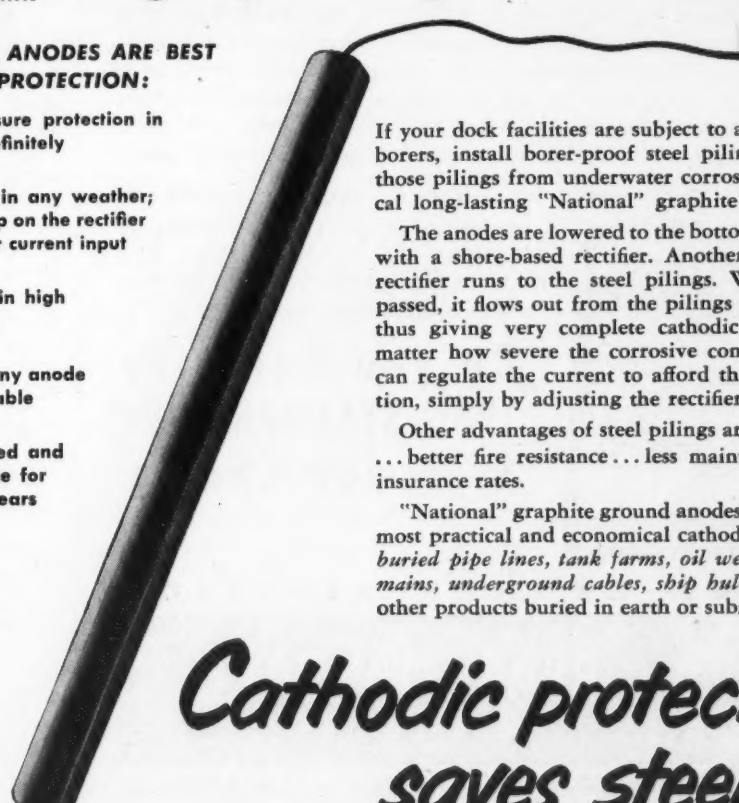 ANODES ARE BEST
PROTECTION:
sure protection in
finitely
in any weather;
p on the rectifier
current input
in high
ny anode
able
ed and
e for
ears
If your dock facilities are subject to a
borers, install borer-proof steel pilin
those pilings from underwater corros
cal long-lasting "National" graphite
The anodes are lowered to the botto
with a shore-based rectifier. Another
rectifier runs to the steel pilings. W
passed, it flows out from the pilings
thus giving very complete cathodic
matter how severe the corrosive con
can regulate the current to afford th
tion, simply by adjusting the rectifier
Other advantages of steel pilings ar
... better fire resistance ... less main
insurance rates.
"National" graphite ground anodes
most practical and economical cathod
buried pipe lines, tank farms, oil we
mains, underground cables, ship hul
other products buried in earth or sub
Cathodic protec
saves steel